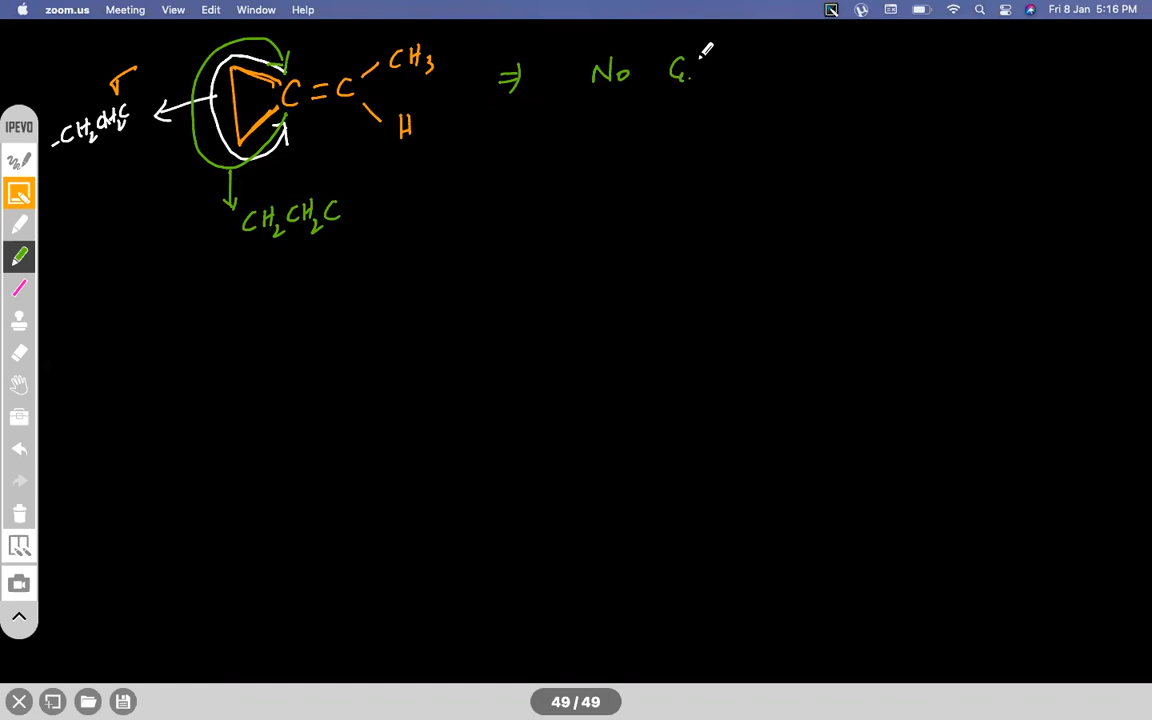 zoom.us Meeting View Edit Window Help Fri 8 Jan 5:16 PM
IPEVO
CH3
C = C ⇒ No G.
H
-CH2CH2C
CH2CH2C
49 / 49